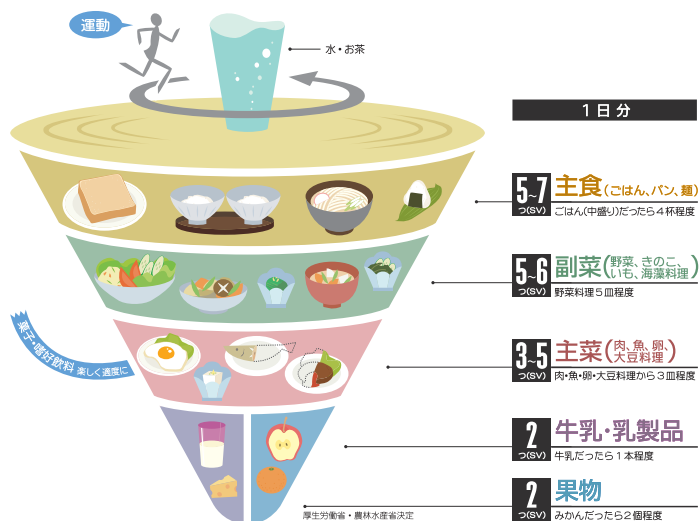 運動
水・お茶
1日分
5~7
つ(SV)
主食(ごはん、パン、麺)
ごはん(中盛り)だったら4杯程度
5~6
つ(SV)
副菜(野菜、きのこ、
いも、海藻料理)
野菜料理5皿程度
菓子・嗜好飲料 楽しく適度に
3~5
つ(SV)
主菜(肉、魚、卵、
大豆料理)
肉・魚・卵・大豆料理から3皿程度
2
つ(SV)
牛乳・乳製品
牛乳だったら1本程度
2
つ(SV)
果物
みかんだったら2個程度
厚生労働省・農林水産省決定